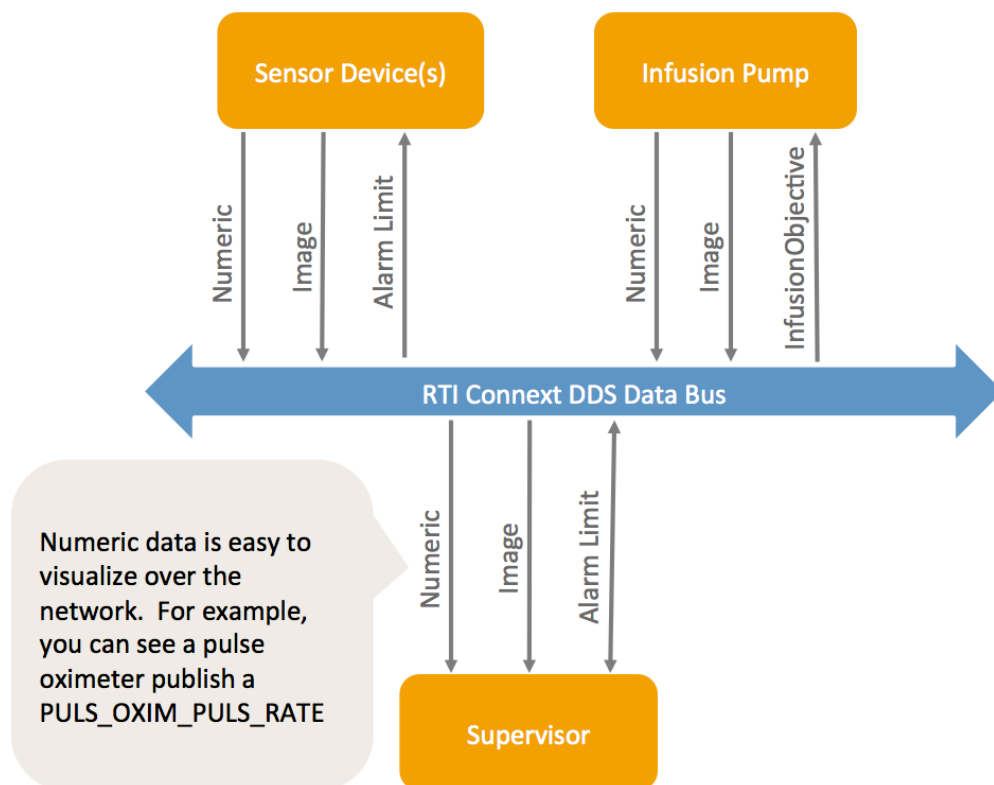 Sensor Device(s)
Infusion Pump
Numeric
Image
Alarm Limit
Numeric
Image
InfusionObjective
RTI Connext DDS Data Bus
Numeric
Image
Alarm Limit
Numeric data is easy to
visualize over the
network.  For example,
you can see a pulse
oximeter publish a
PULS_OXIM_PULS_RATE
Supervisor